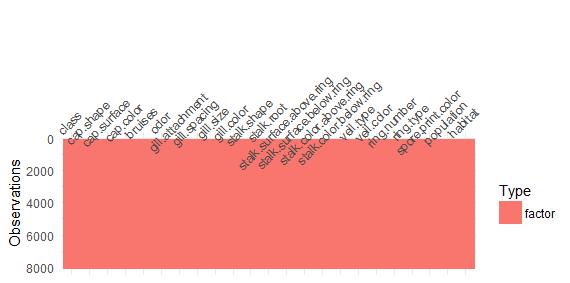 class
cap.shape
cap.surface
cap.color
bruises
odor
gill.attachment
gill.spacing
gill.size
gill.color
stalk.shape
stalk.root
stalk.surface.above.ring
stalk.surface.below.ring
stalk.color.above.ring
stalk.color.below.ring
veil.type
veil.color
ring.number
ring.type
spore.print.color
population
habitat
0
2000
4000
6000
8000
Observations
Type
factor